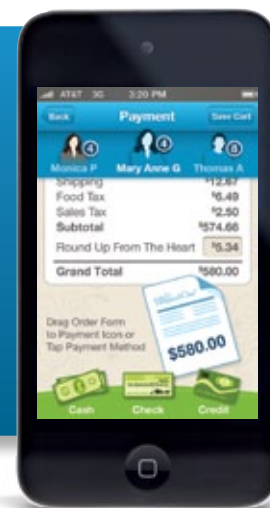 AT&T 3G 3:20 PM
Back Payment Save Cart
4 4 8
Monica P Mary Anne G Thomas A
Shipping $12.67
Food Tax $6.49
Sales Tax $2.50
Subtotal $574.66
Round Up From The Heart $5.34
Grand Total $580.00
Drag Order Form
to Payment Icon or
Tap Payment Method
$580.00
Cash Check Credit